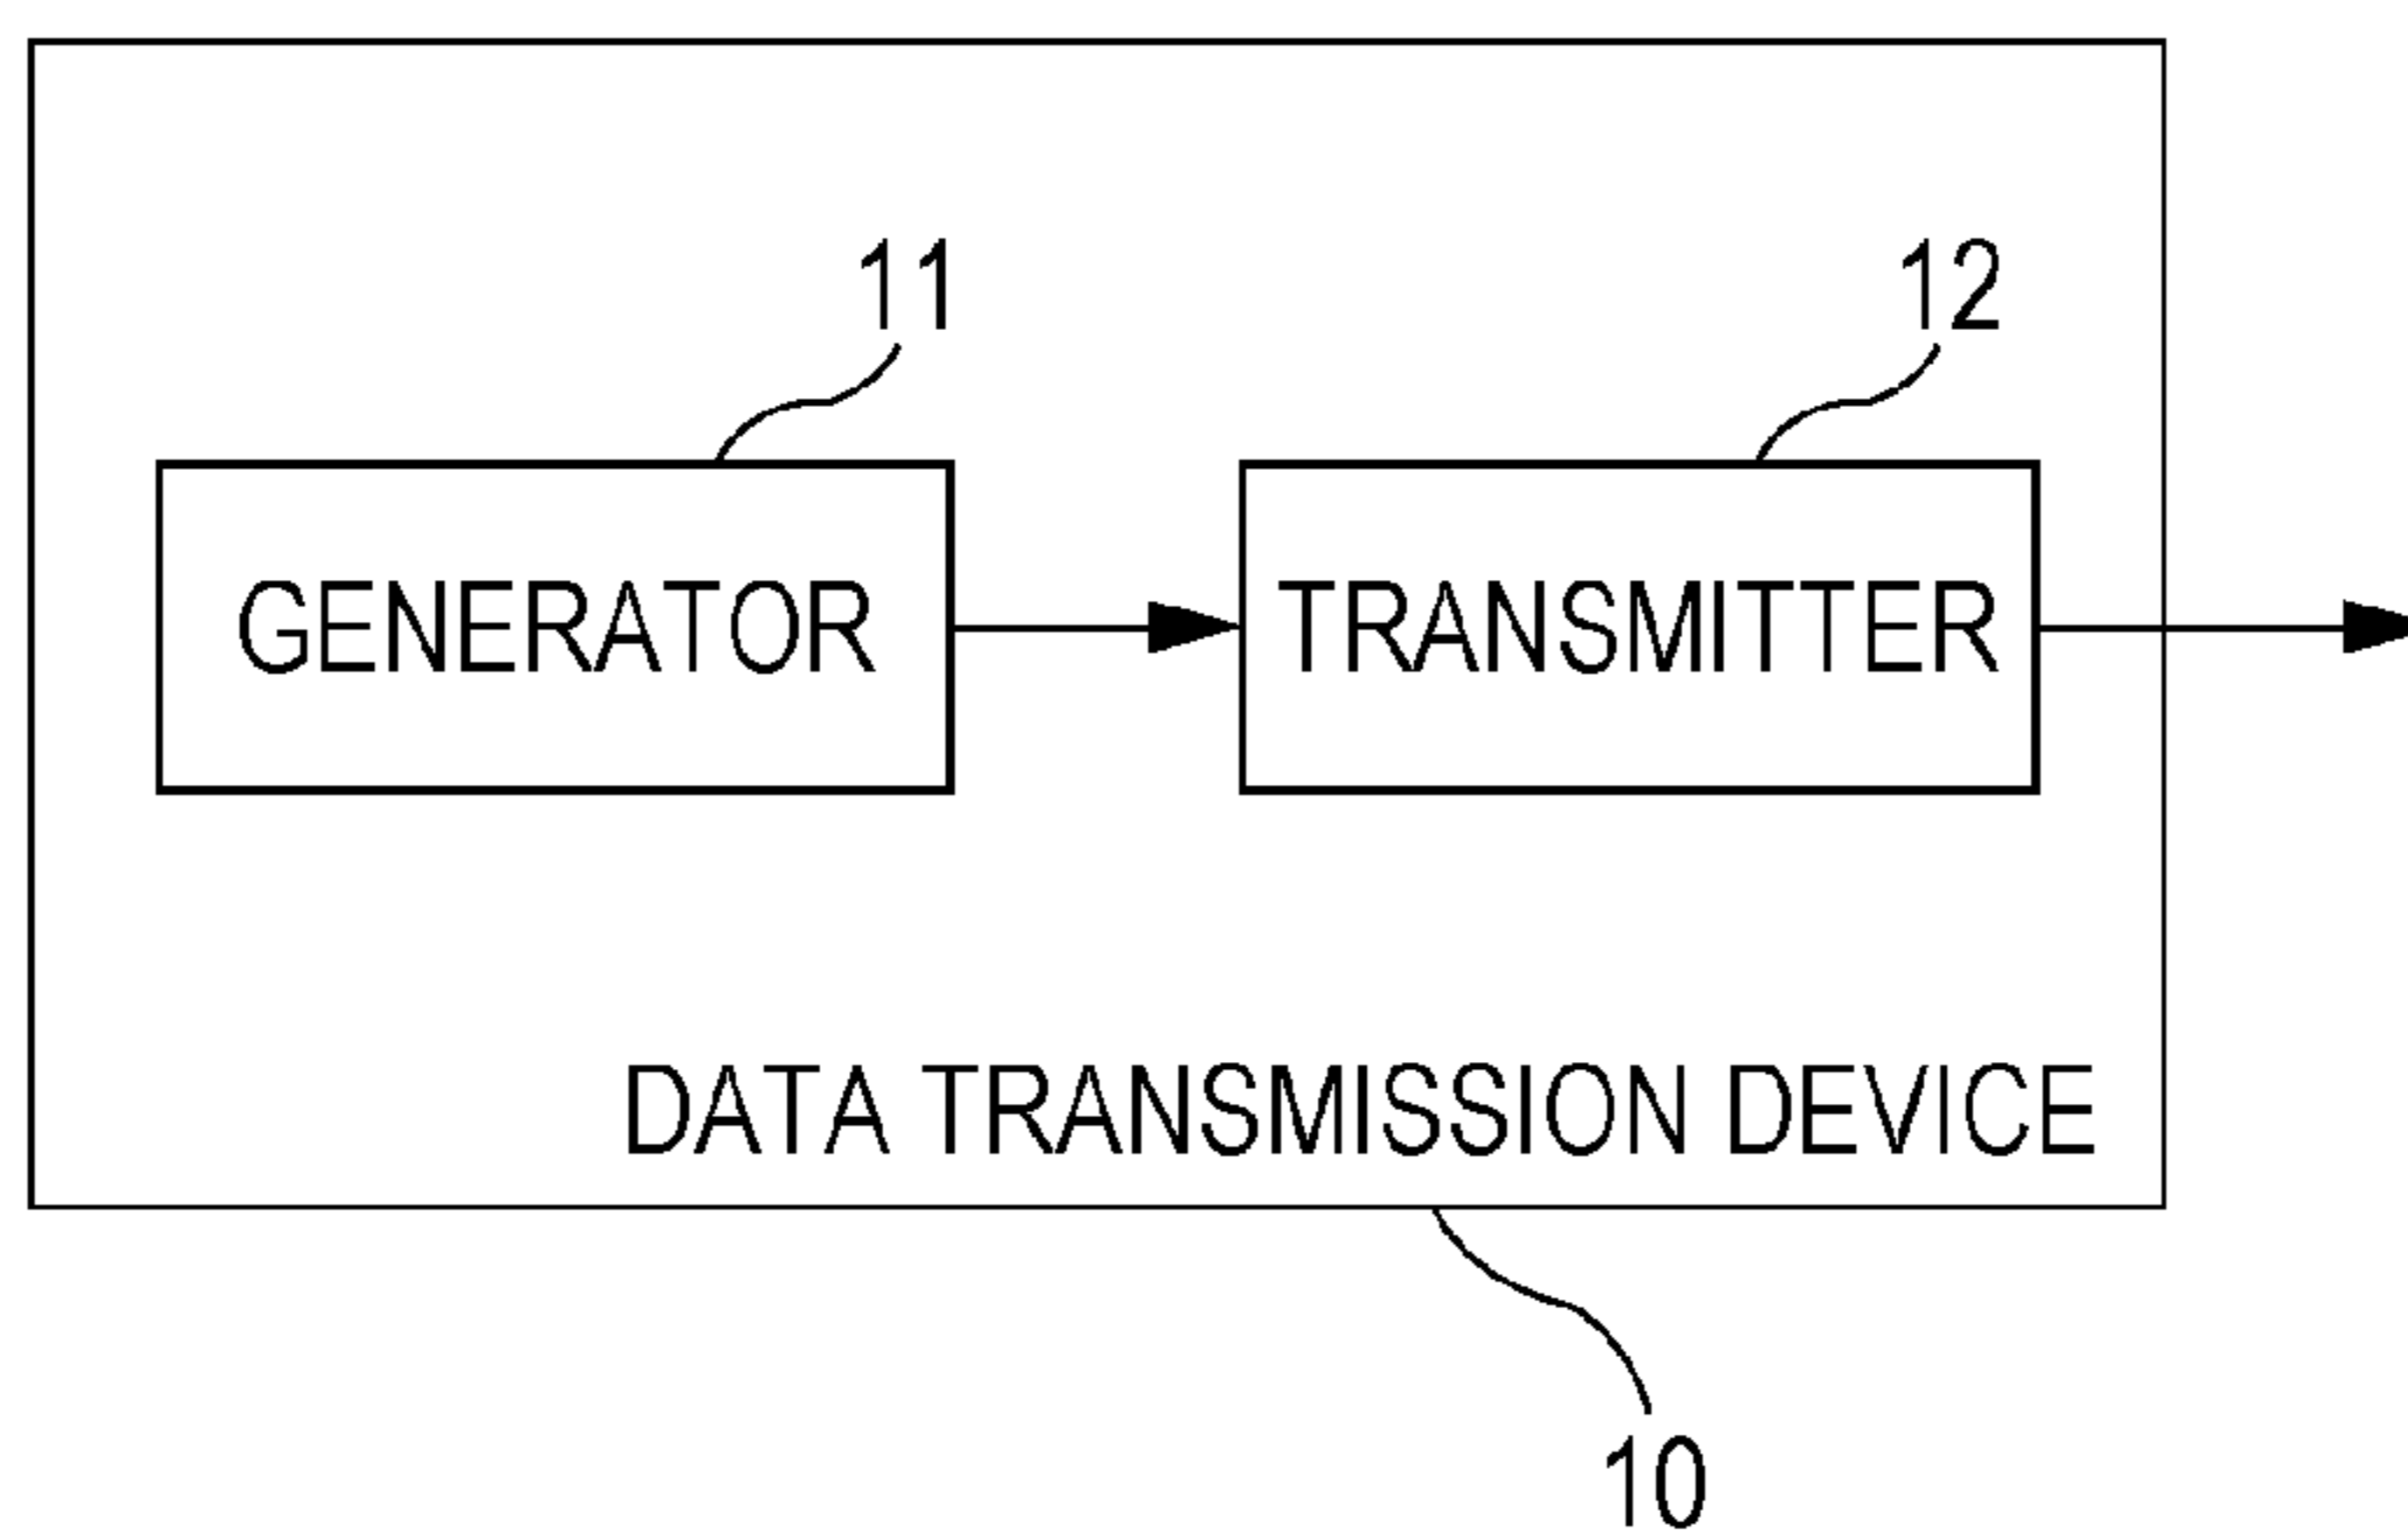 11
12
GENERATOR
TRANSMITTER
DATA TRANSMISSION DEVICE
10